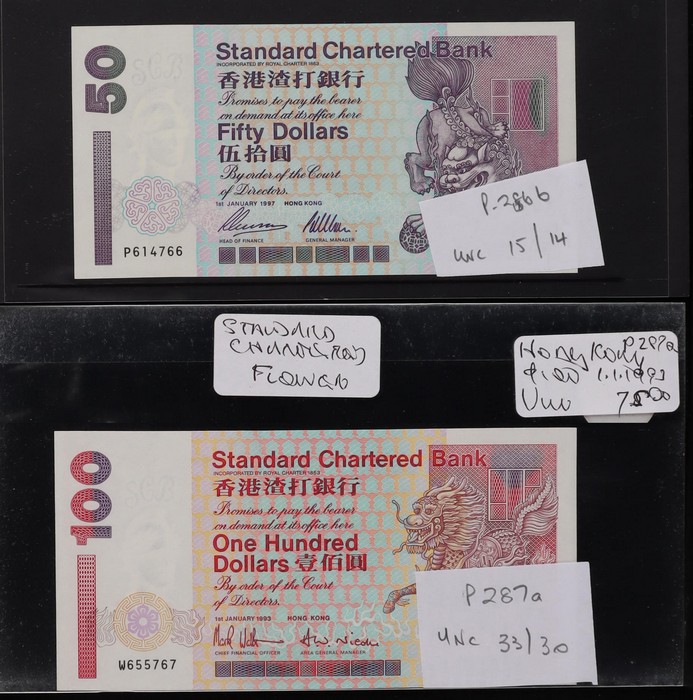 50
Standard Chartered Bank
INCORPORATED BY ROYAL CHARTER 1853
香港渣打銀行
Promises to pay the bearer
on demand at its office here
Fifty Dollars
伍拾圓
By order of the Court
of Directors.
1st JANUARY 1997 HONG KONG
HEAD OF FINANCE GENERAL MANAGER
P614766
P-286b
UNC 15/14
STANDARD
CHARTERED
FLOWER
HONG KONG P287a
$100 1.1.1993
Unc
100
Standard Chartered Bank
INCORPORATED BY ROYAL CHARTER 1853
香港渣打銀行
Promises to pay the bearer
on demand at its office here
One Hundred
Dollars 壹佰圓
By order of the Court
of Directors.
1st JANUARY 1993 HONG KONG
CHIEF FINANCIAL OFFICER AREA GENERAL MANAGER
W655767
P287a
UNC 33/30